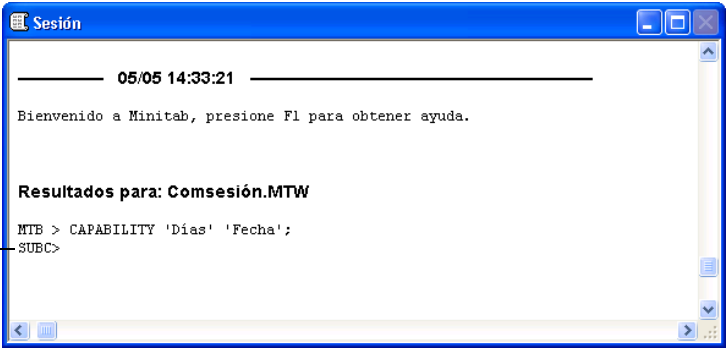 Sesión
05/05 14:33:21
Bienvenido a Minitab, presione F1 para obtener ayuda.
Resultados para: Comsesión.MTW
MTB > CAPABILITY 'Días' 'Fecha';
SUBC>